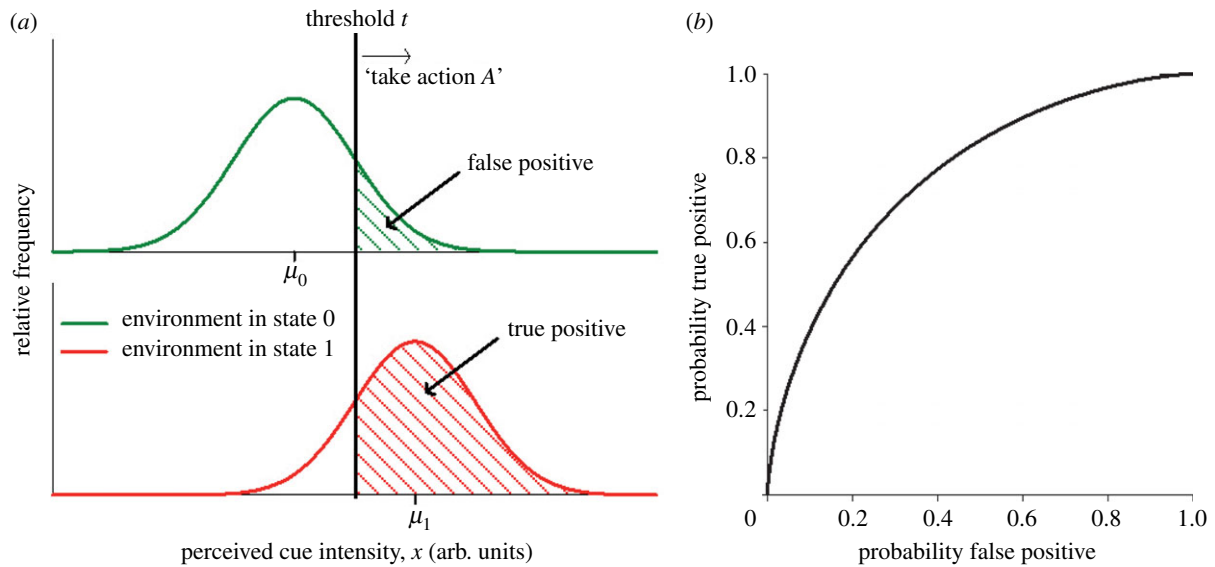 (a)
threshold t
'take action A'
false positive
relative frequency
μ0
environment in state 0
environment in state 1
true positive
μ1
perceived cue intensity, x (arb. units)
(b)
1.0
0.8
0.6
0.4
0.2
0
0.2
0.4
0.6
0.8
1.0
probability true positive
probability false positive